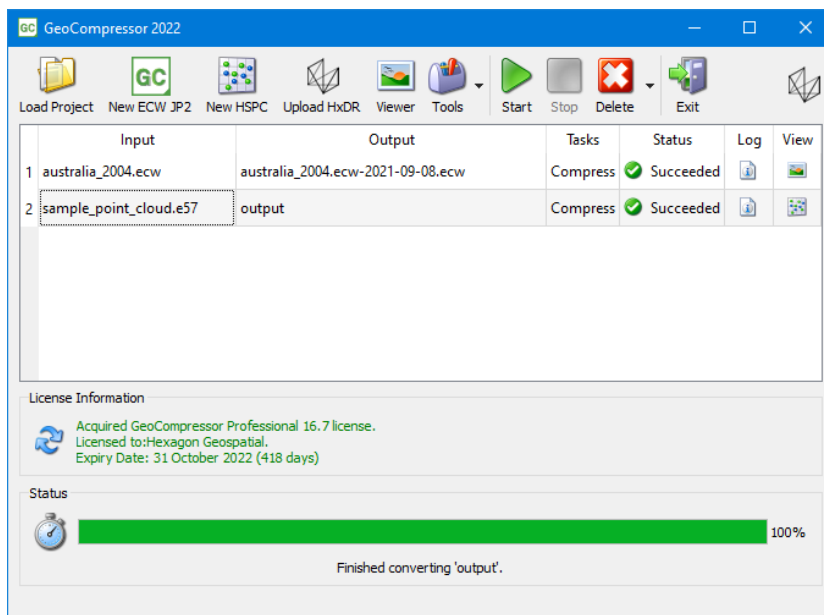 GC GeoCompressor 2022
GC
Load Project New ECW JP2 New HSPC Upload HxDR Viewer Tools Start Stop Delete Exit
Input Output Tasks Status Log View
1 australia_2004.ecw australia_2004.ecw-2021-09-08.ecw Compress Succeeded
2 sample_point_cloud.e57 output Compress Succeeded
License Information
Acquired GeoCompressor Professional 16.7 license.
Licensed to:Hexagon Geospatial.
Expiry Date: 31 October 2022 (418 days)
Status
100%
Finished converting 'output'.